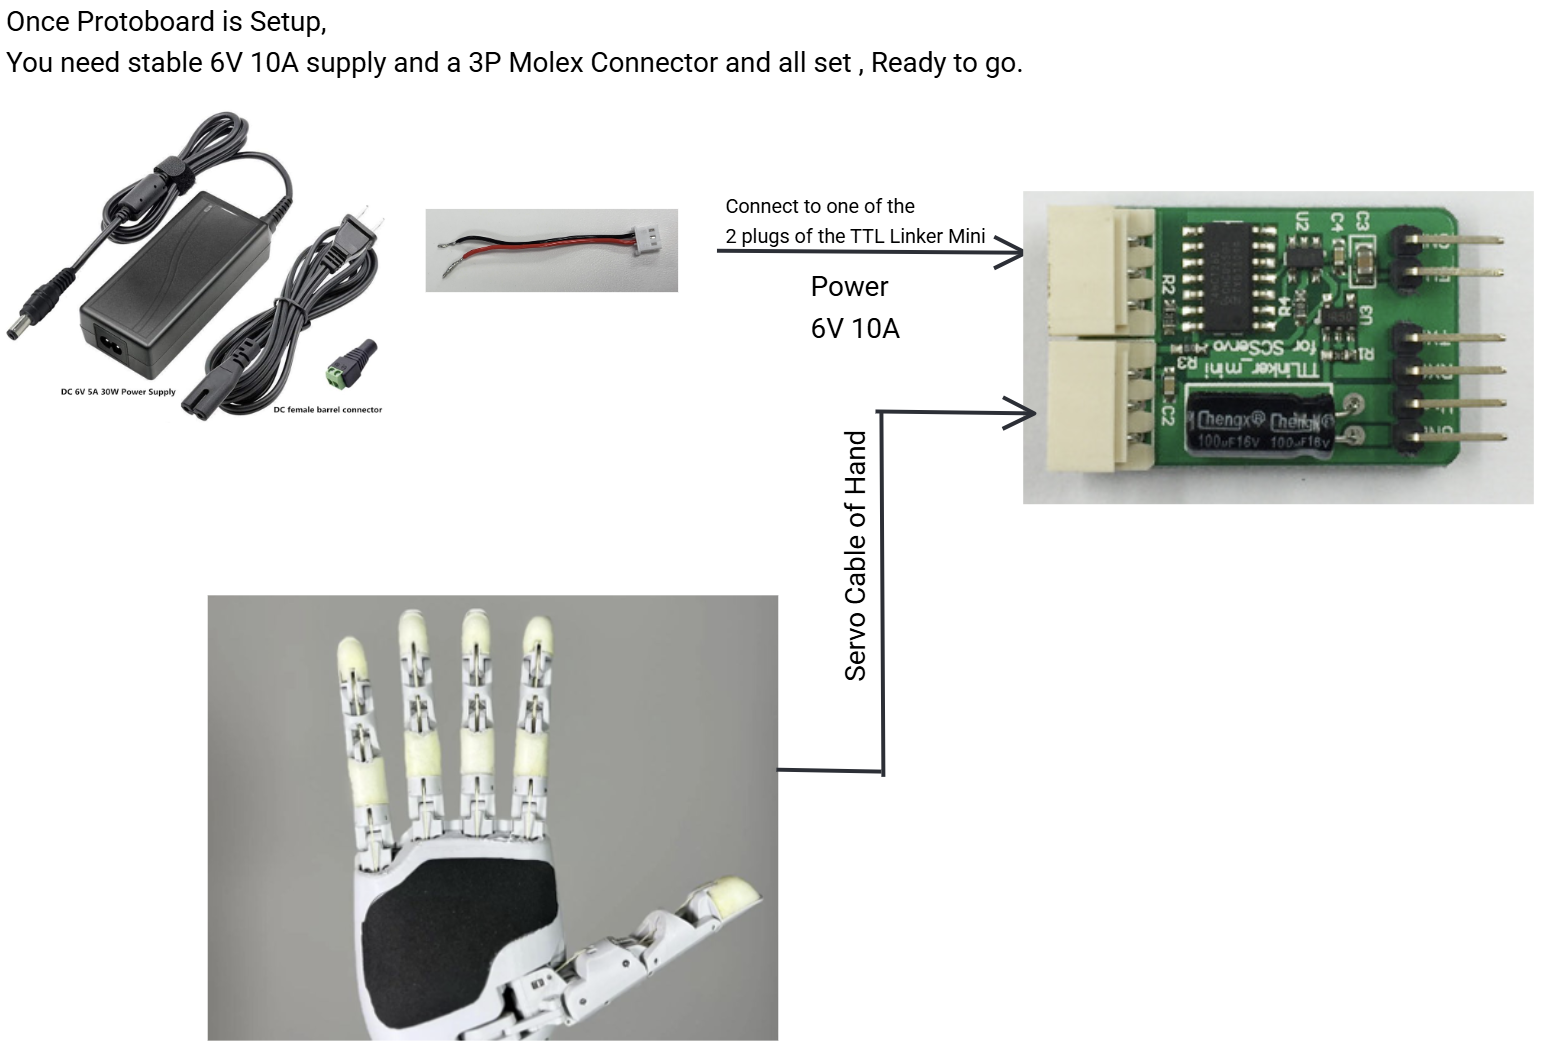 Once Protoboard is Setup,
You need stable 6V 10A supply and a 3P Molex Connector and all set , Ready to go.
DC 6V 5A 30W Power Supply
DC female barrel connector
Connect to one of the
2 plugs of the TTL Linker Mini
Power
6V 10A
Servo Cable of Hand
U2
C4
C3
R2
R4
U3
R1
R3
for SCServo
TTLinker_mini
C2
Chengx® Chengx®
100µF16V 100µF16V